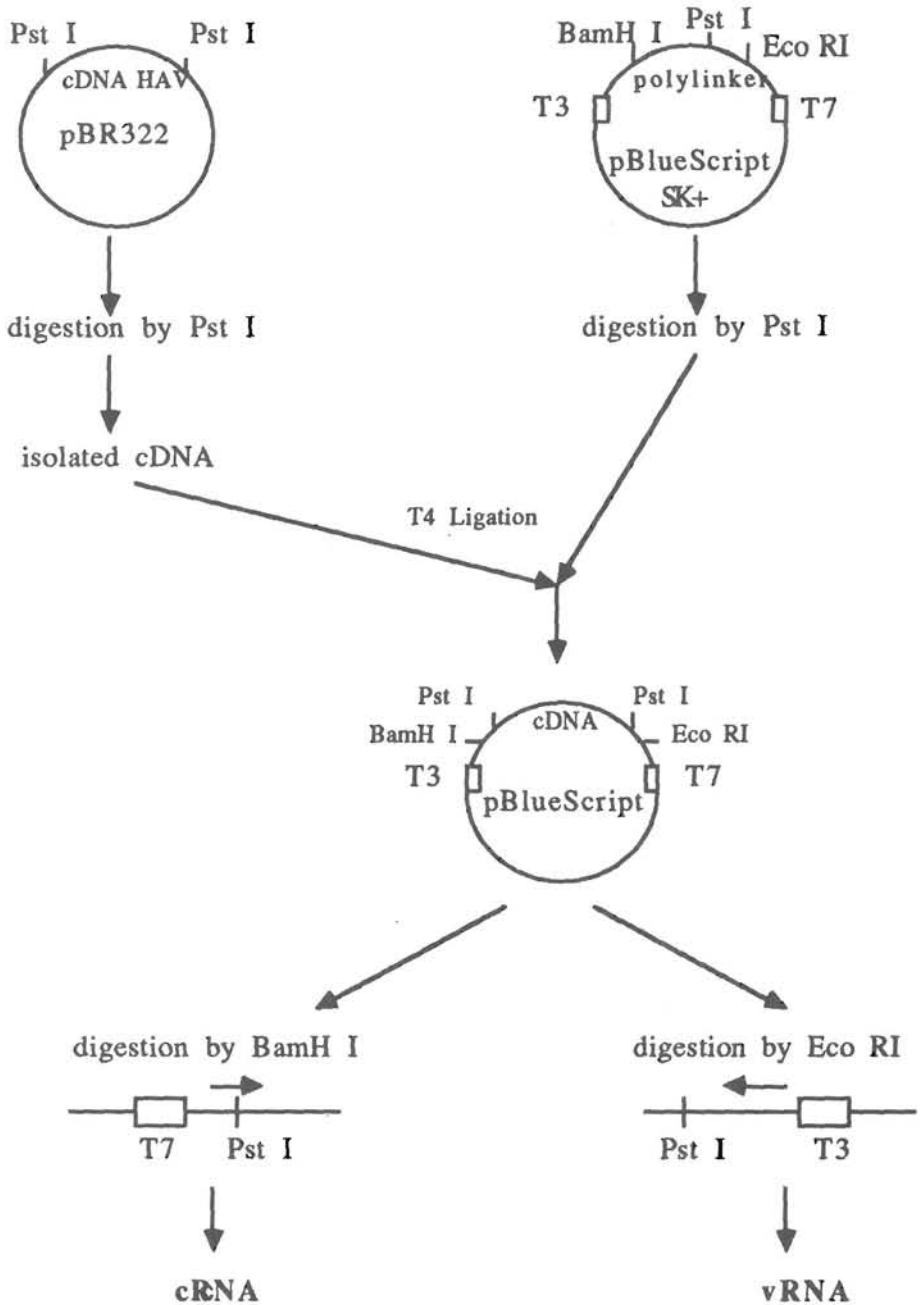 Pst I Pst I
cDNA HAV
pBR322
BamH I Pst I Eco RI
polylinker
T3 T7
pBlueScript
SK+
digestion by Pst I
digestion by Pst I
isolated cDNA
T4 Ligation
Pst I Pst I
cDNA
BamH I Eco RI
T3 T7
pBlueScript
digestion by BamH I
T7 Pst I
cRNA
digestion by Eco RI
Pst I T3
vRNA